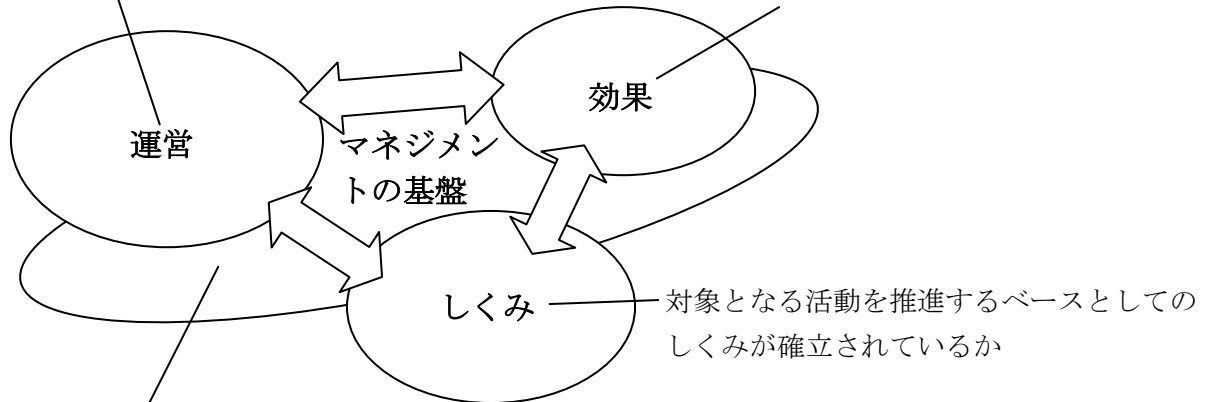 効果
運営
マネジメン
トの基盤
しくみ
対象となる活動を推進するベースとしての
しくみが確立されているか